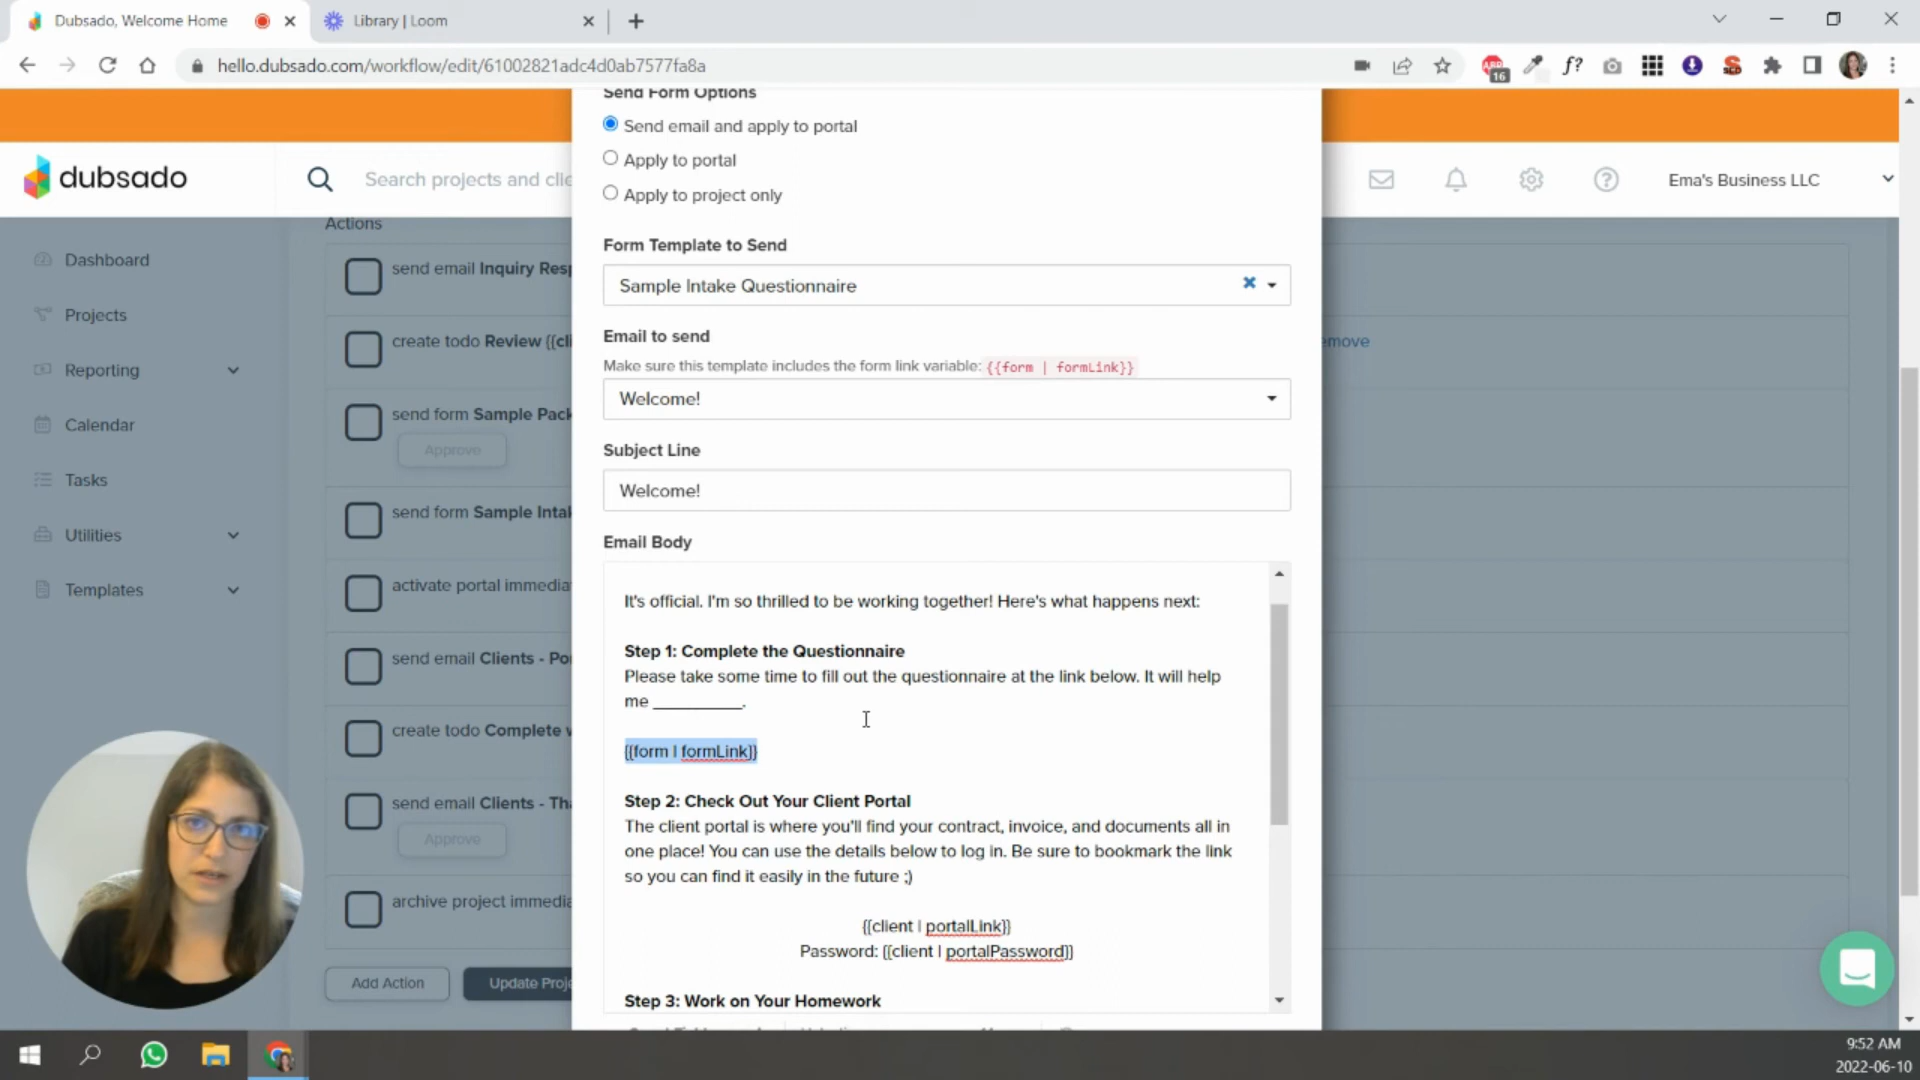 Dubsado, Welcome Home
Library | Loom
hello.dubsado.com/workflow/edit/61002821adc4d0ab7577fa8a
16
f?
dubsado
Search projects and clie
Ema's Business LLC
Dashboard
Projects
Reporting
Calendar
Tasks
Utilities
Templates
Actions
send email Inquiry Resp
create todo Review {{cli
emove
send form Sample Pack
Approve
send form Sample Intak
activate portal immedia
send email Clients - Po
create todo Complete w
send email Clients - Tha
Approve
archive project immedia
Add Action
Update Proje
Send Form Options
Send email and apply to portal
Apply to portal
Apply to project only
Form Template to Send
Sample Intake Questionnaire
Email to send
Make sure this template includes the form link variable: {{form | formLink}}
Welcome!
Subject Line
Welcome!
Email Body
It's official. I'm so thrilled to be working together! Here's what happens next:
Step 1: Complete the Questionnaire
Please take some time to fill out the questionnaire at the link below. It will help
me __________.
{{form | formLink}}
Step 2: Check Out Your Client Portal
The client portal is where you'll find your contract, invoice, and documents all in
one place! You can use the details below to log in. Be sure to bookmark the link
so you can find it easily in the future ;)
{{client | portalLink}}
Password: {{client | portalPassword}}
Step 3: Work on Your Homework
9:52 AM
2022-06-10